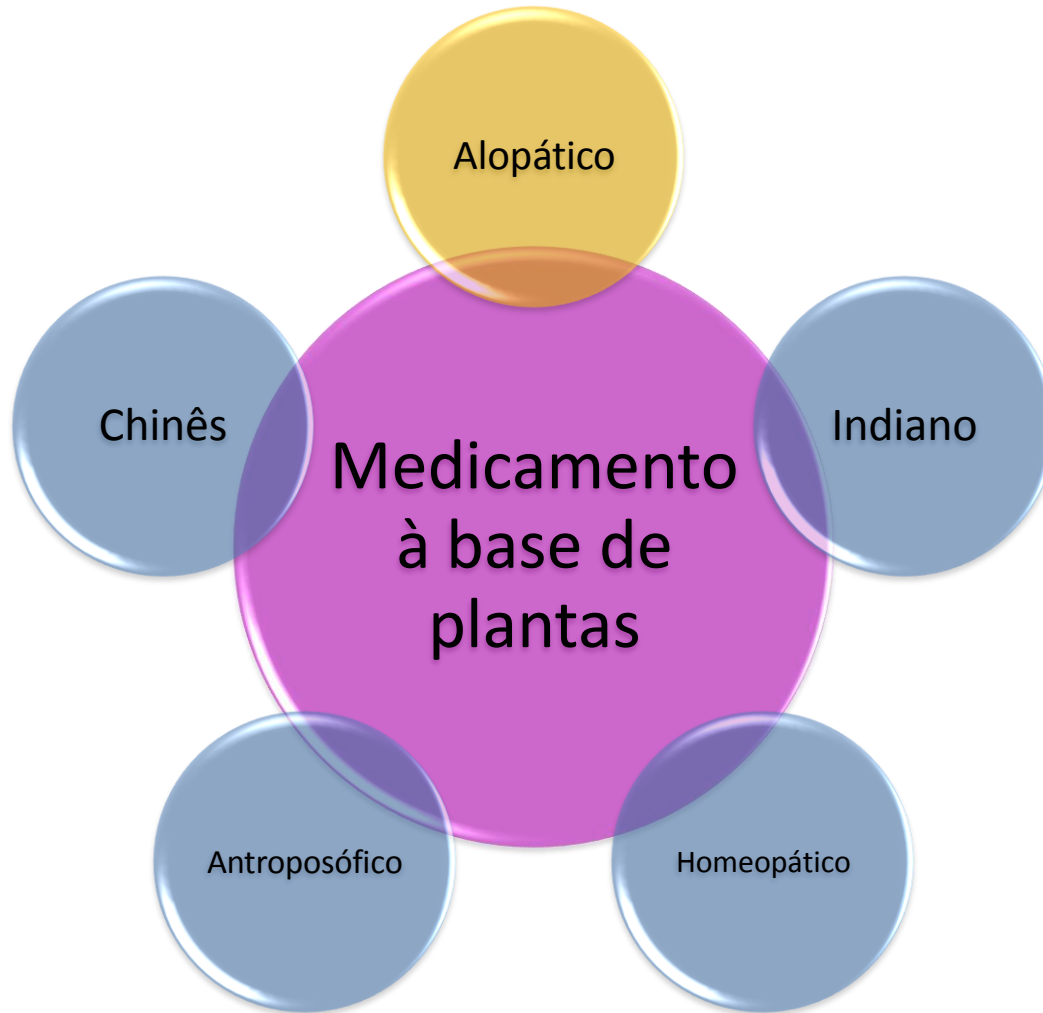 Alopático
Chinês
Indiano
Medicamento
à base de
plantas
Antroposófico
Homeopático